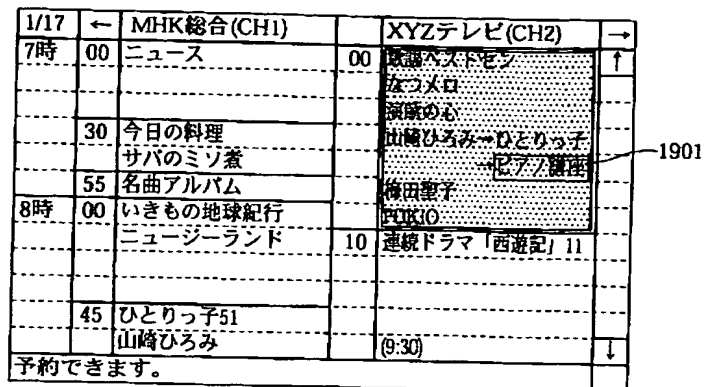 1/17 ← MHK総合(CH1) XYZテレビ(CH2) →
7時 00 ニュース 00 歌謡ベストテン ↑
なつメロ
演歌の心
30 今日の料理 山崎ひろみ→ひとりっ子
サバのミソ煮 →ピアノ講座 1901
55 名曲アルバム 梅田聖子
8時 00 いきもの地球紀行 TOKIO
ニュージーランド 10 連続ドラマ「西遊記」11
45 ひとりっ子51
山崎ひろみ (9:30) ↓
予約できます。